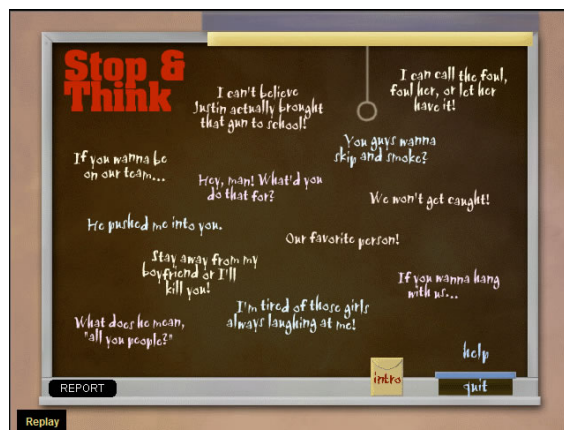 Stop &
Think
I can't believe
Justin actually brought
that gun to school!
I can call the foul,
foul her, or let her
have it!
You guys wanna
skip and smoke?
If you wanna be
on our team...
Hey, man! What'd you
do that for?
We won't get caught!
He pushed me into you.
Our favorite person!
Stay away from my
boyfriend or I'll
kill you!
If you wanna hang
with us...
I'm tired of those girls
always laughing at me!
What does he mean,
"all you people?"
help
REPORT
intro
quit
Replay